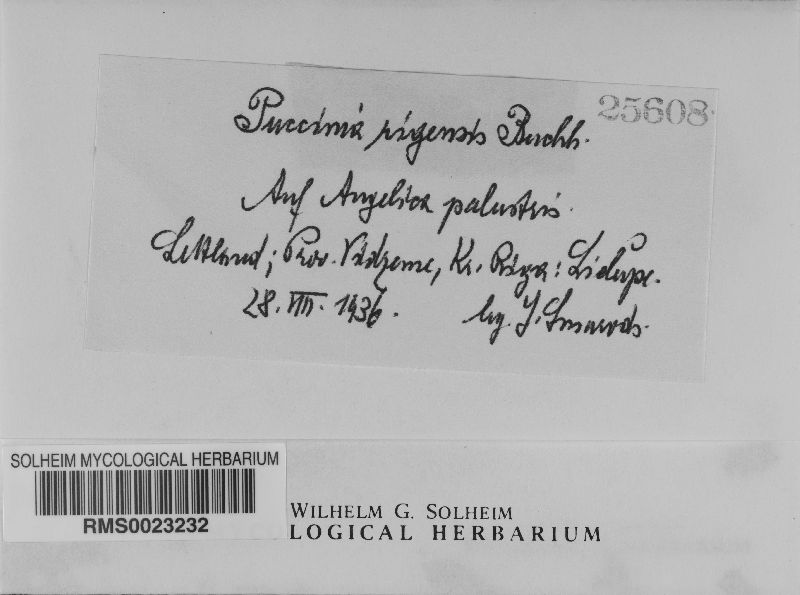 25608
Puccinia rigensis Buchh.
Auf Angelica palustris.
Lettland; Prov. Vidzeme, Kr. Riga: Lielupe.
28. VIII. 1936. leg. J. Smarods.
SOLHEIM MYCOLOGICAL HERBARIUM
RMS0023232
WILHELM G. SOLHEIM
LOGICAL HERBARIUM